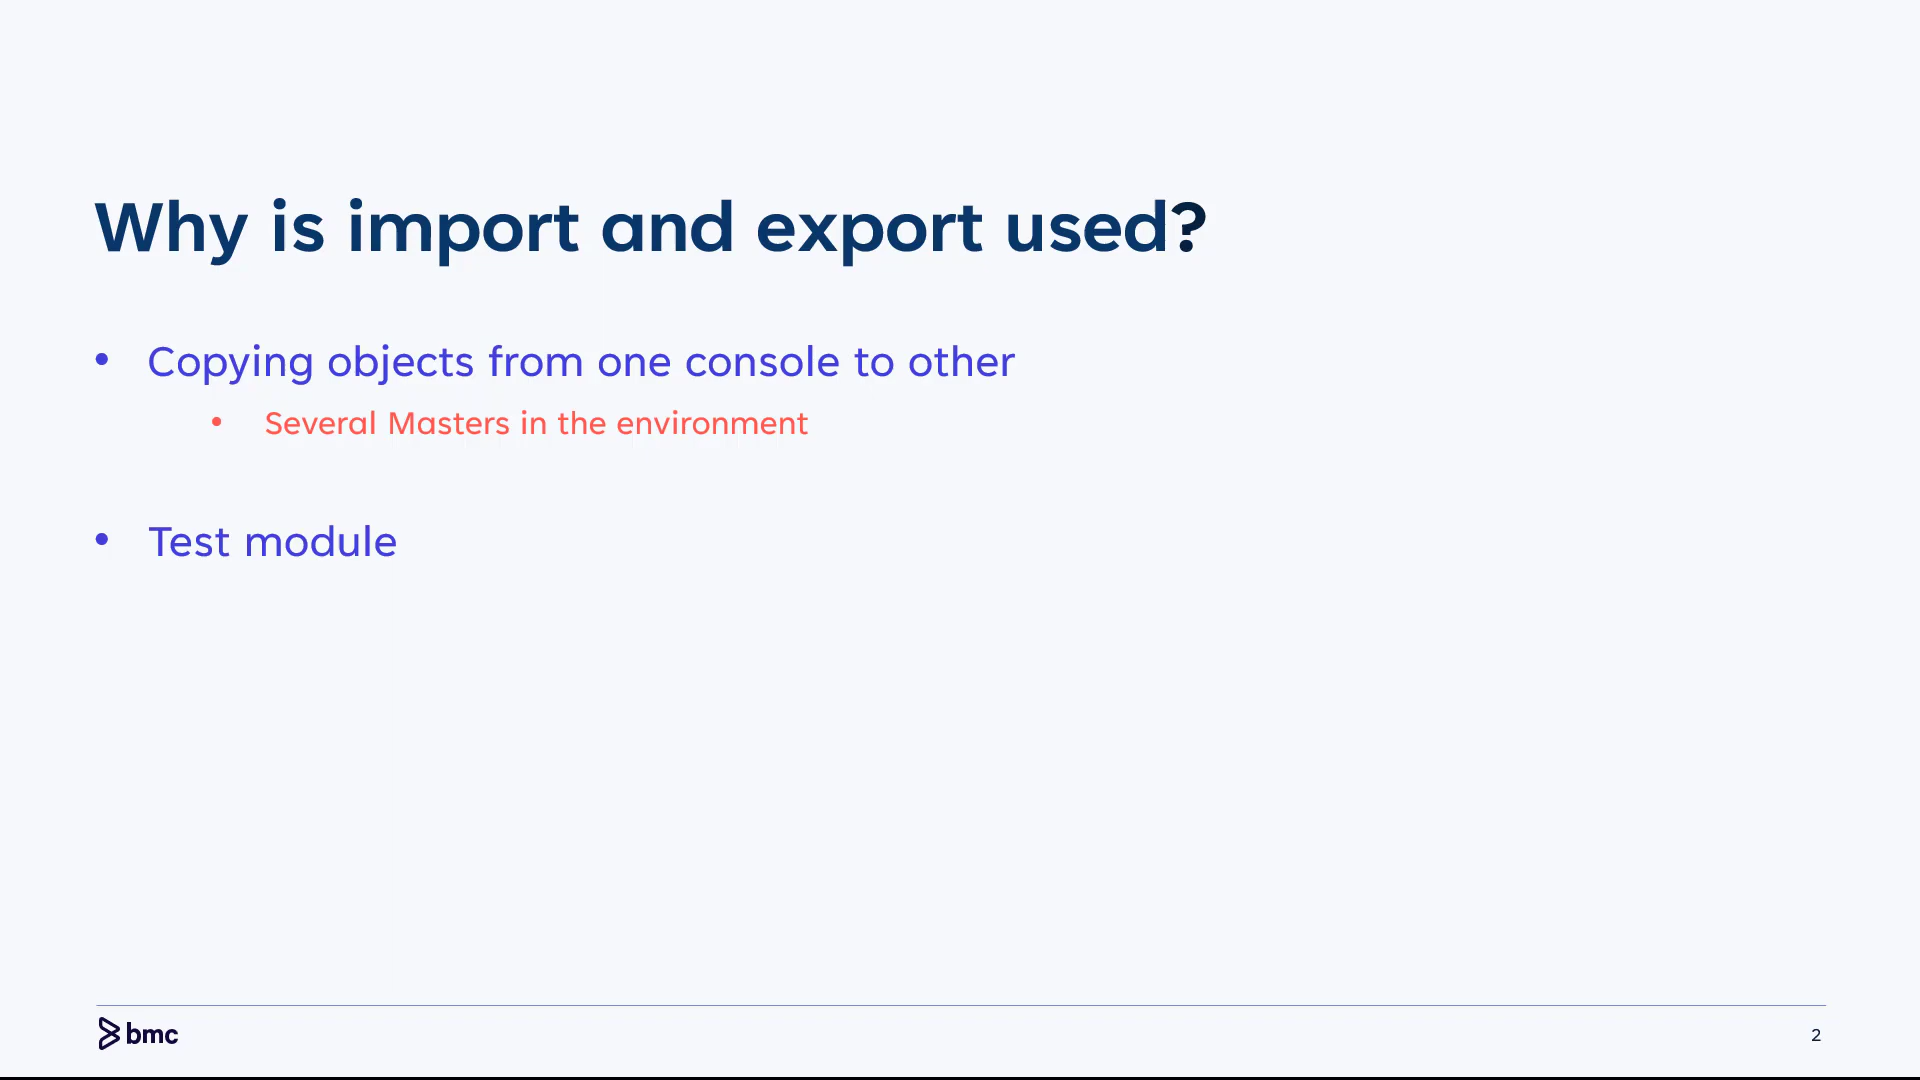 Why is import and export used?
• Copying objects from one console to other
• Several Masters in the environment
• Test module
bmc
2